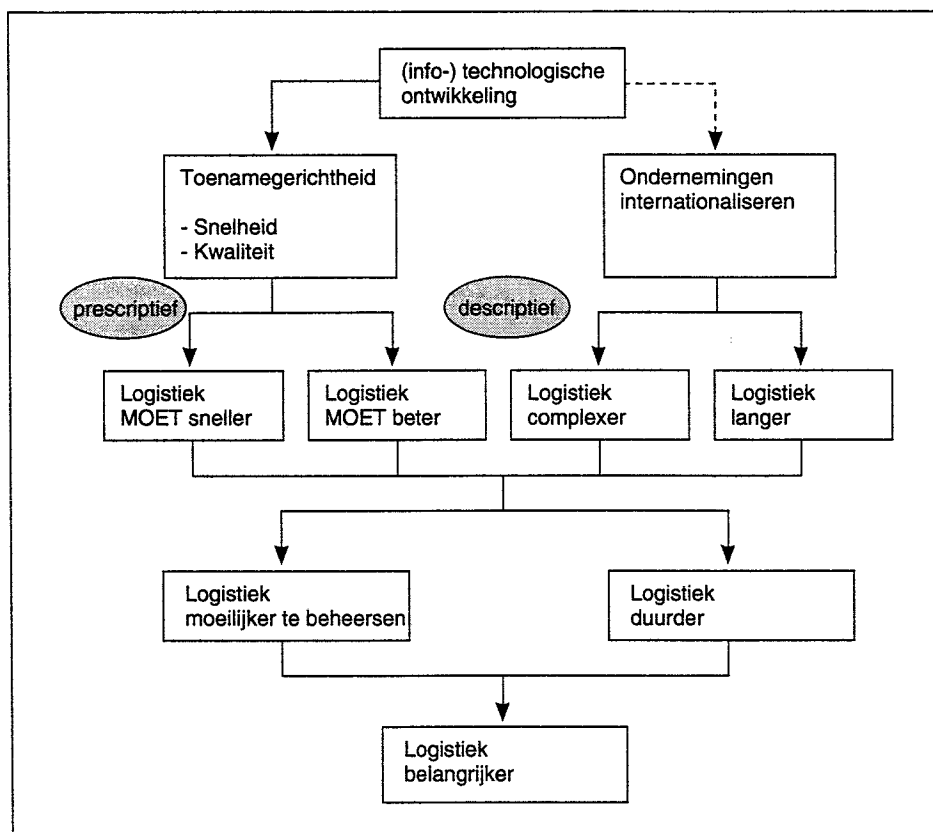 (info-) technologische
ontwikkeling
Toenamegerichtheid
- Snelheid
- Kwaliteit
Ondernemingen
internationaliseren
prescriptief
descriptief
Logistiek
MOET sneller
Logistiek
MOET beter
Logistiek
complexer
Logistiek
langer
Logistiek
moeilijker te beheersen
Logistiek
duurder
Logistiek
belangrijker